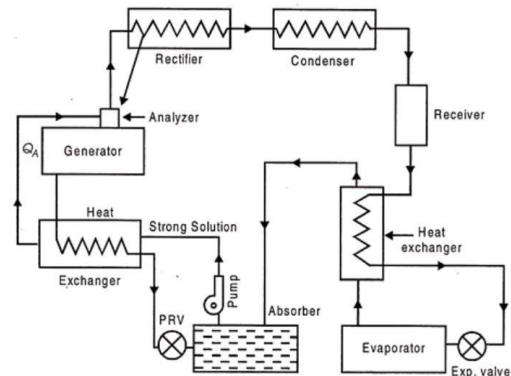 Rectifier
Condenser
Analyzer
Receiver
Q_A
Generator
Heat
Exchanger
Strong Solution
Heat
exchanger
Pump
PRV
Absorber
Evaporator
Exp. valve